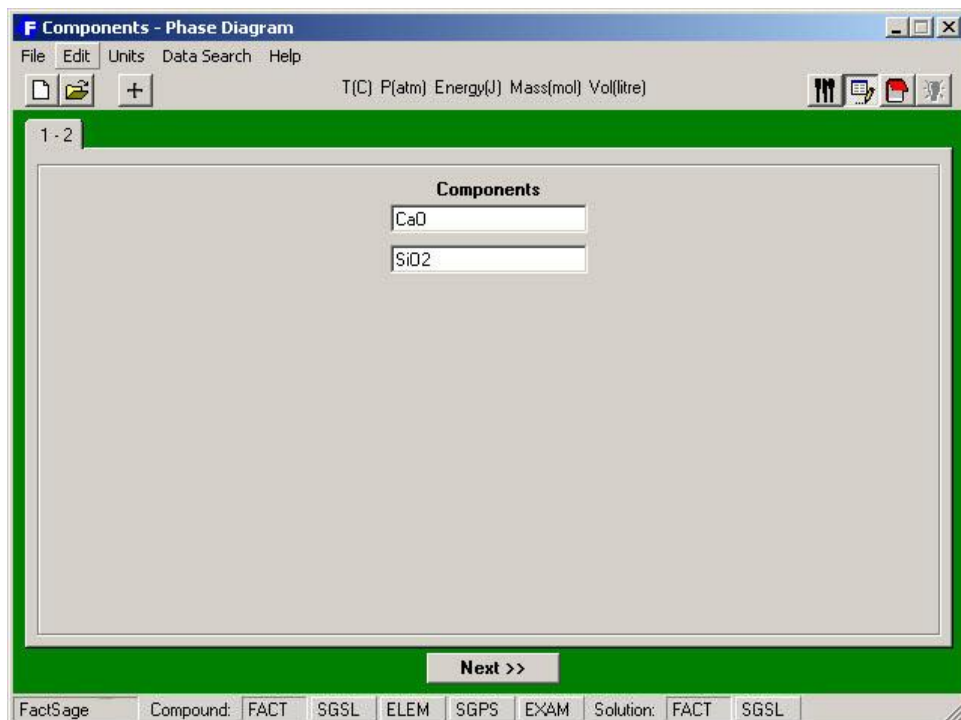 F Components - Phase Diagram
File Edit Units Data Search Help
T(C) P(atm) Energy(J) Mass(mol) Vol(litre)
1 - 2
Components
CaO
SiO2
Next >>
FactSage Compound: FACT SGSL ELEM SGPS EXAM Solution: FACT SGSL